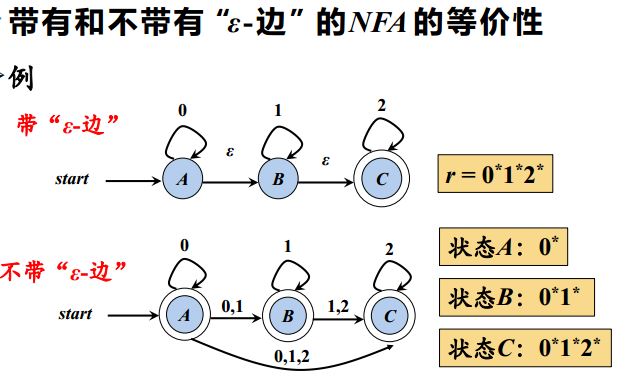 带有和不带有“ε-边”的NFA的等价性
例
带“ε-边”
0
1
2
start
A
ε
B
ε
C
r = 0*1*2*
不带“ε-边”
0
1
2
start
A
0,1
B
1,2
C
0,1,2
状态A：0*
状态B：0*1*
状态C：0*1*2*